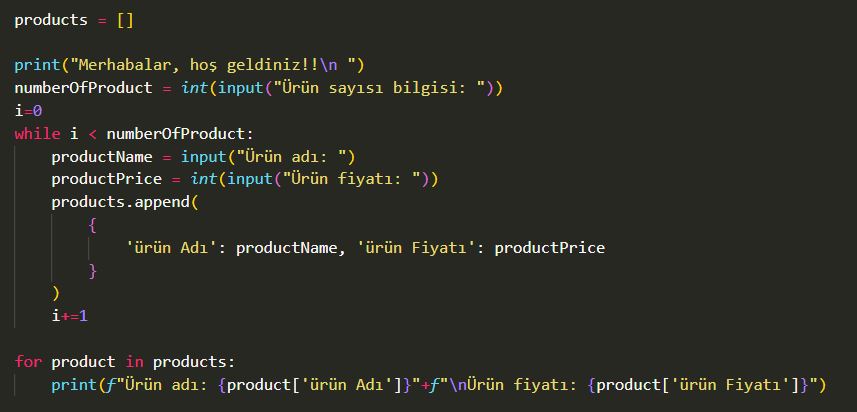 products = []
print("Merhabalar, hoş geldiniz!!\n ")
numberOfProduct = int(input("Ürün sayısı bilgisi: "))
i=0
while i < numberOfProduct:
    productName = input("Ürün adı: ")
    productPrice = int(input("Ürün fiyatı: "))
    products.append(
        {
            'ürün Adı': productName, 'ürün Fiyatı': productPrice
        }
    )
    i+=1
for product in products:
    print(f"Ürün adı: {product['ürün Adı']}"+f"\nÜrün fiyatı: {product['ürün Fiyatı']}")